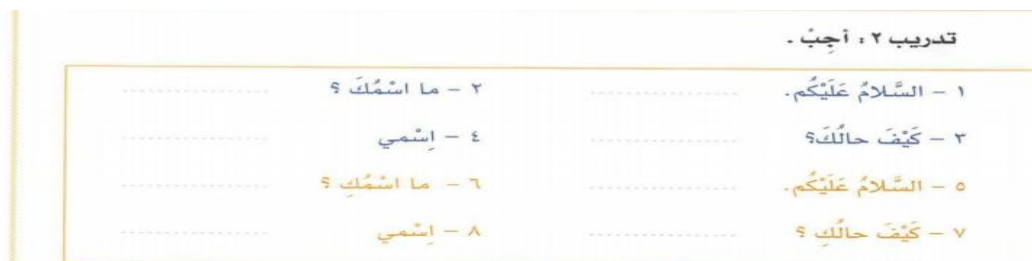 تدريب ٢ : أجِبْ .
١ – السَّلامُ عَلَيْكُم. .................... ٢ – ما اسْمُكَ ؟ ....................
٣ – كَيْفَ حالُكَ؟ .................... ٤ – اِسْمي ....................
٥ – السَّلامُ عَلَيْكُم. .................... ٦ – ما اسْمُكِ ؟ ....................
٧ – كَيْفَ حالُكِ ؟ .................... ٨ – اِسْمي ....................